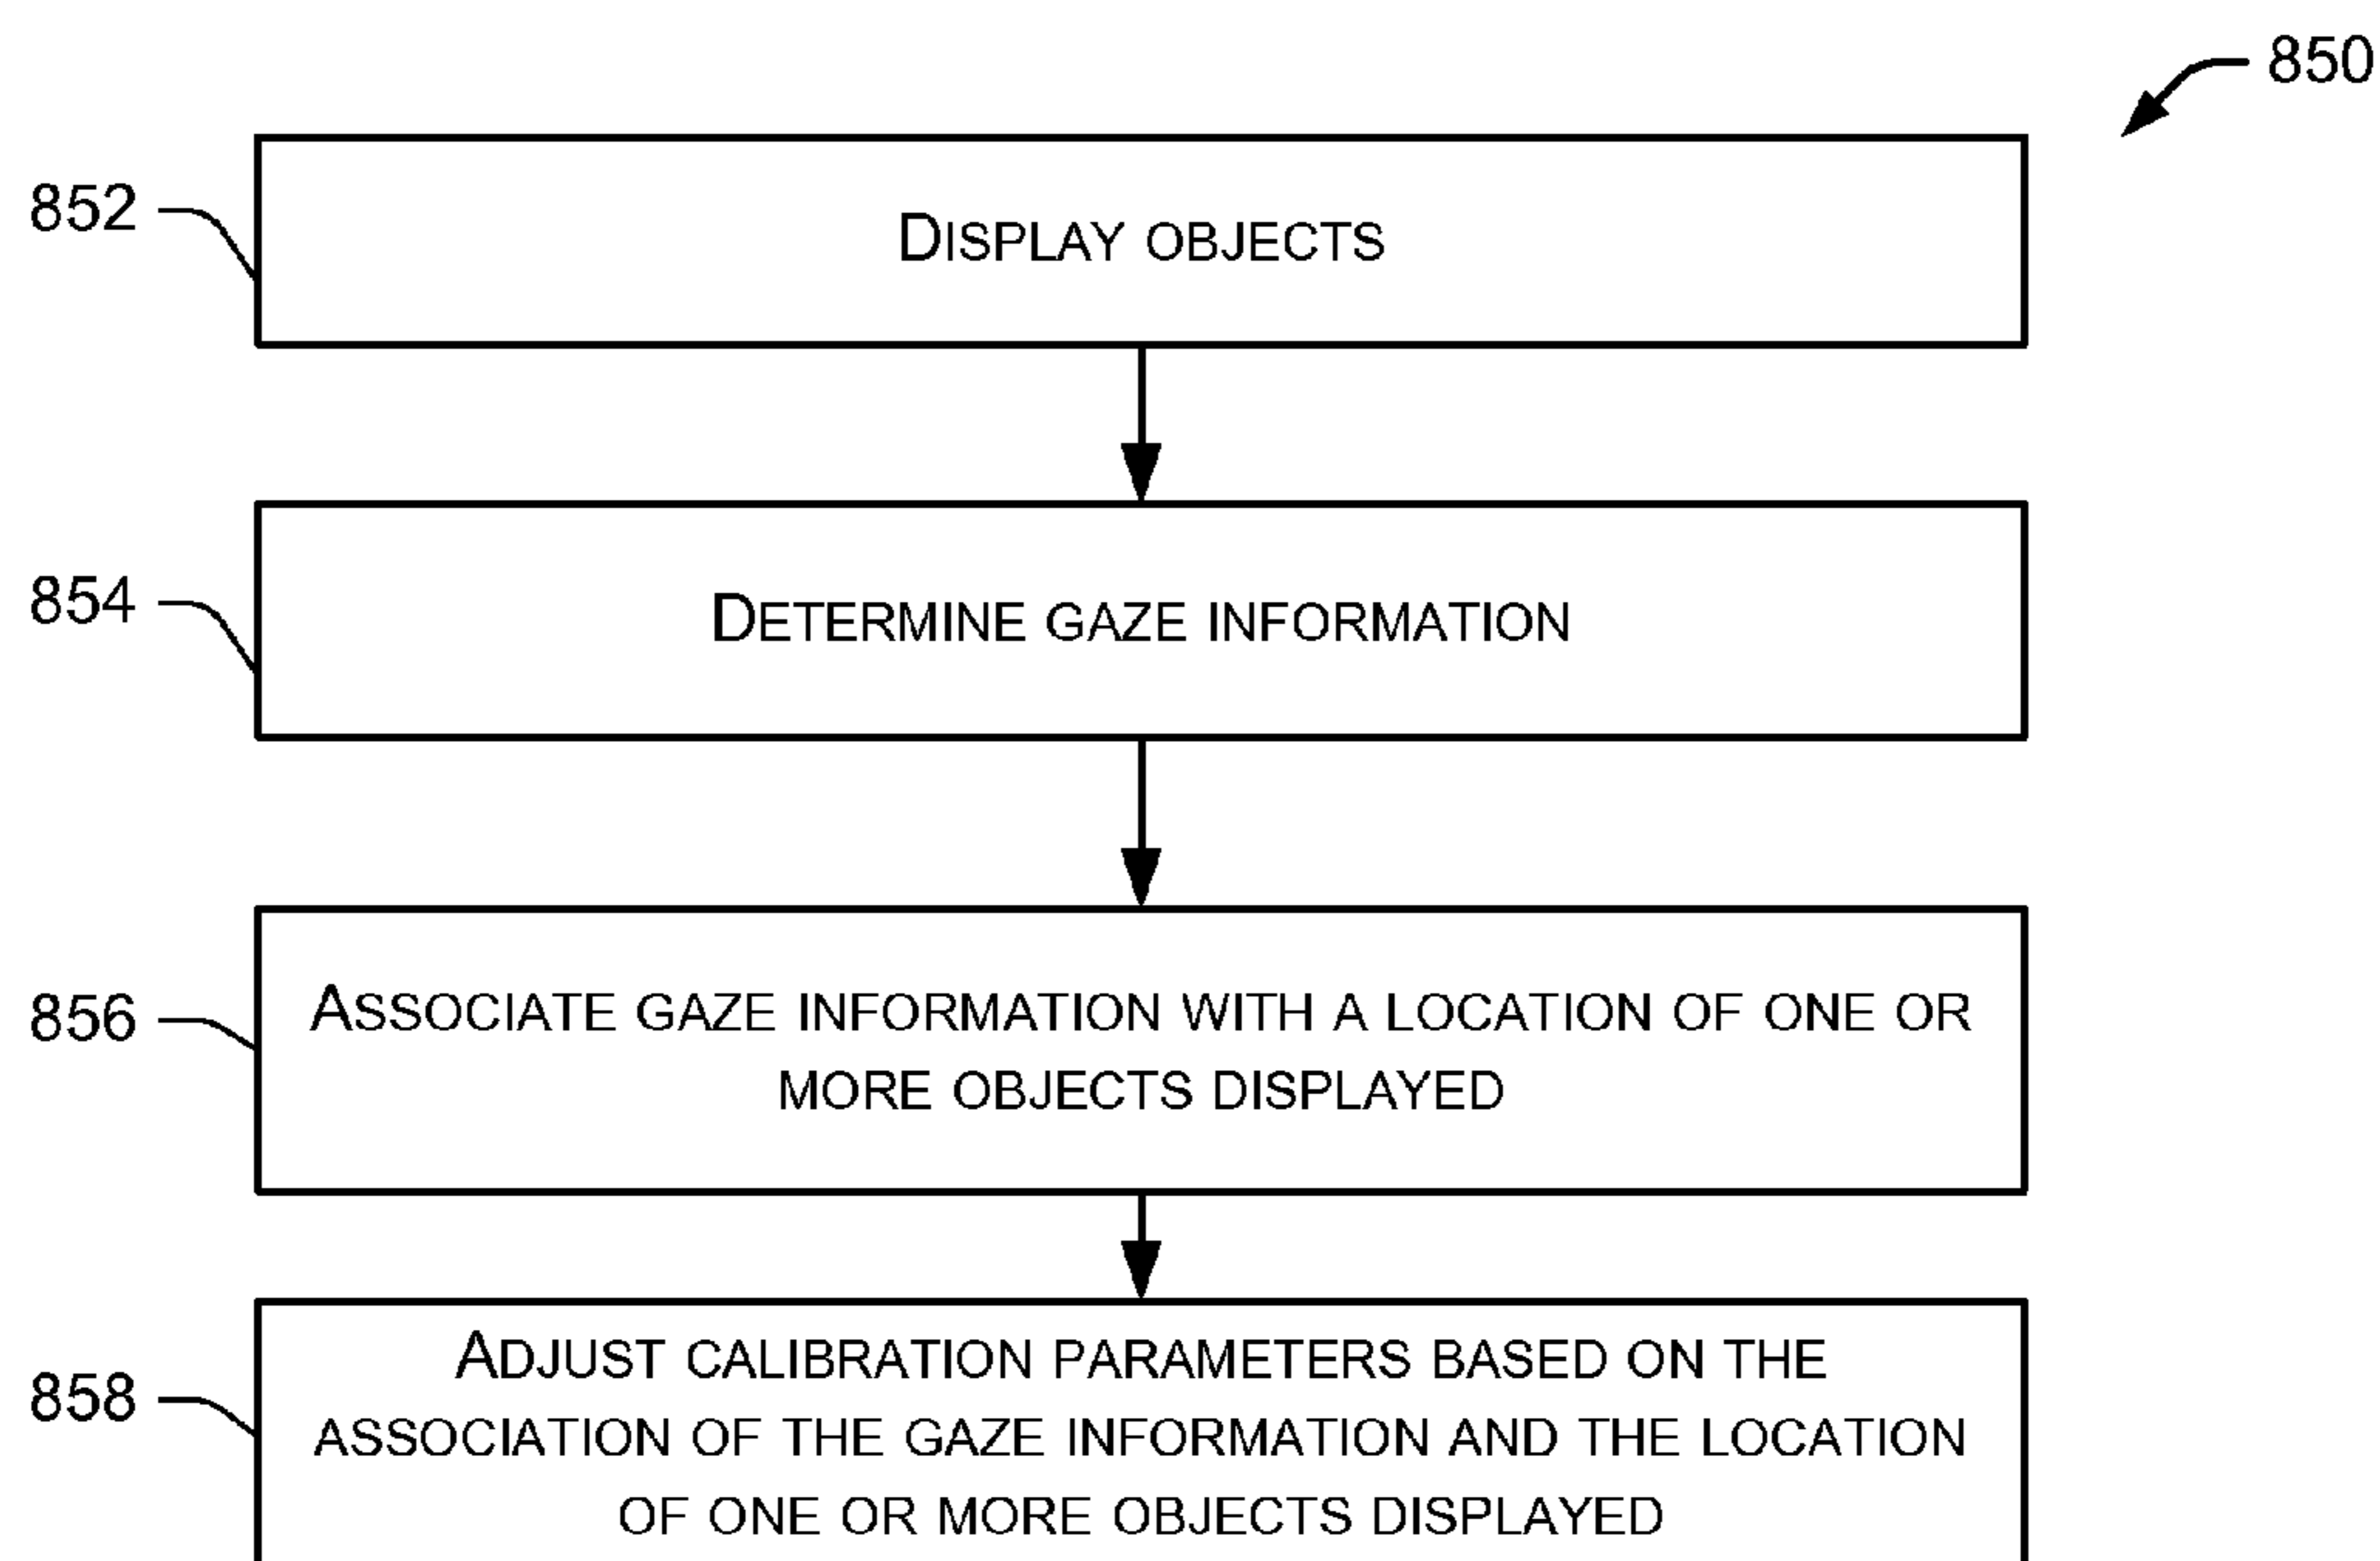 850
852
DISPLAY OBJECTS
854
DETERMINE GAZE INFORMATION
856
ASSOCIATE GAZE INFORMATION WITH A LOCATION OF ONE OR
MORE OBJECTS DISPLAYED
858
ADJUST CALIBRATION PARAMETERS BASED ON THE
ASSOCIATION OF THE GAZE INFORMATION AND THE LOCATION
OF ONE OR MORE OBJECTS DISPLAYED